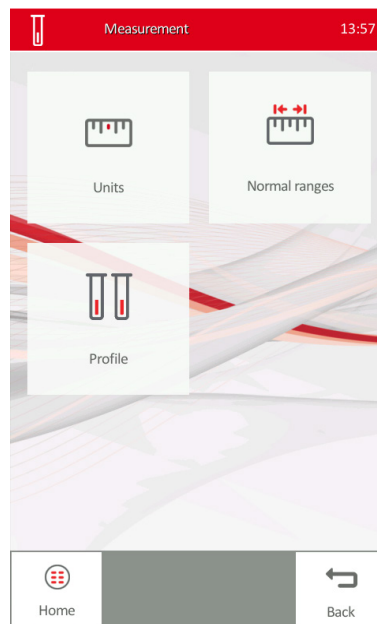 Measurement 13:57
Units
Normal ranges
Profile
Home
Back